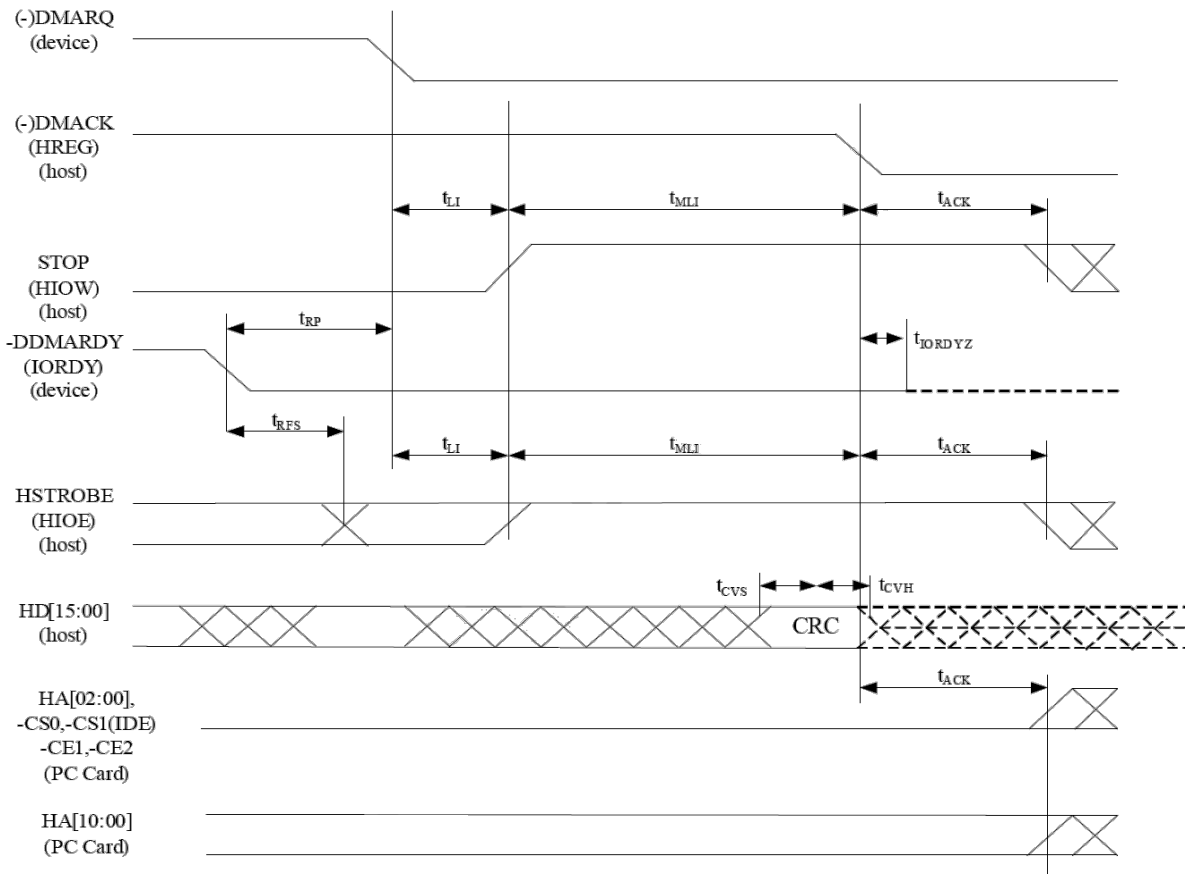 (-)DMARQ
(device)
(-)DMACK
(HREG)
(host)
tLI
tMLI
tACK
STOP
(HIOW)
(host)
tRP
-DDMARDY
(IORDY)
(device)
tIORDYZ
tRFS
tLI
tMLI
tACK
HSTROBE
(HIOE)
(host)
tCVS
tCVH
HD[15:00]
(host)
CRC
tACK
HA[02:00],
-CS0,-CS1(IDE)
-CE1,-CE2
(PC Card)
HA[10:00]
(PC Card)